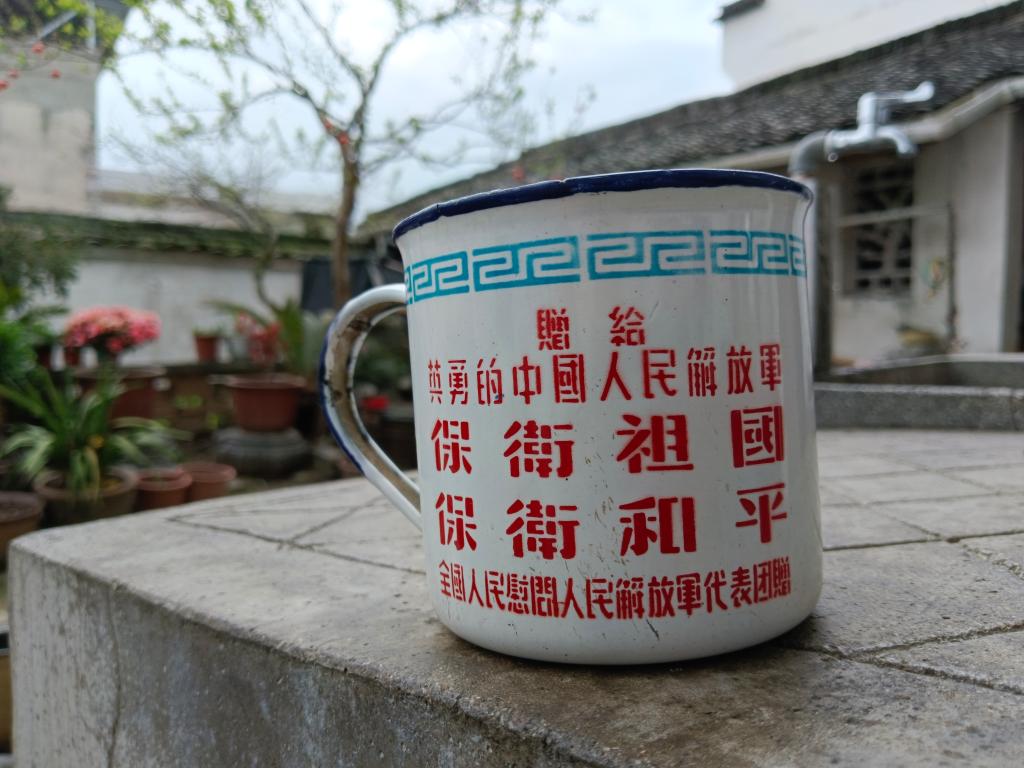 贈給
英勇的中國人民解放軍
保衛祖國
保衛和平
全國人民慰問人民解放軍代表团贈